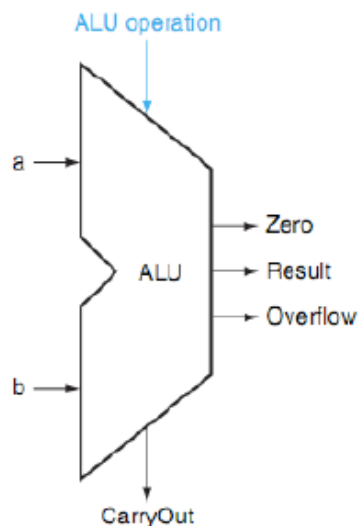 ALU operation
a
Zero
ALU
Result
Overflow
b
CarryOut